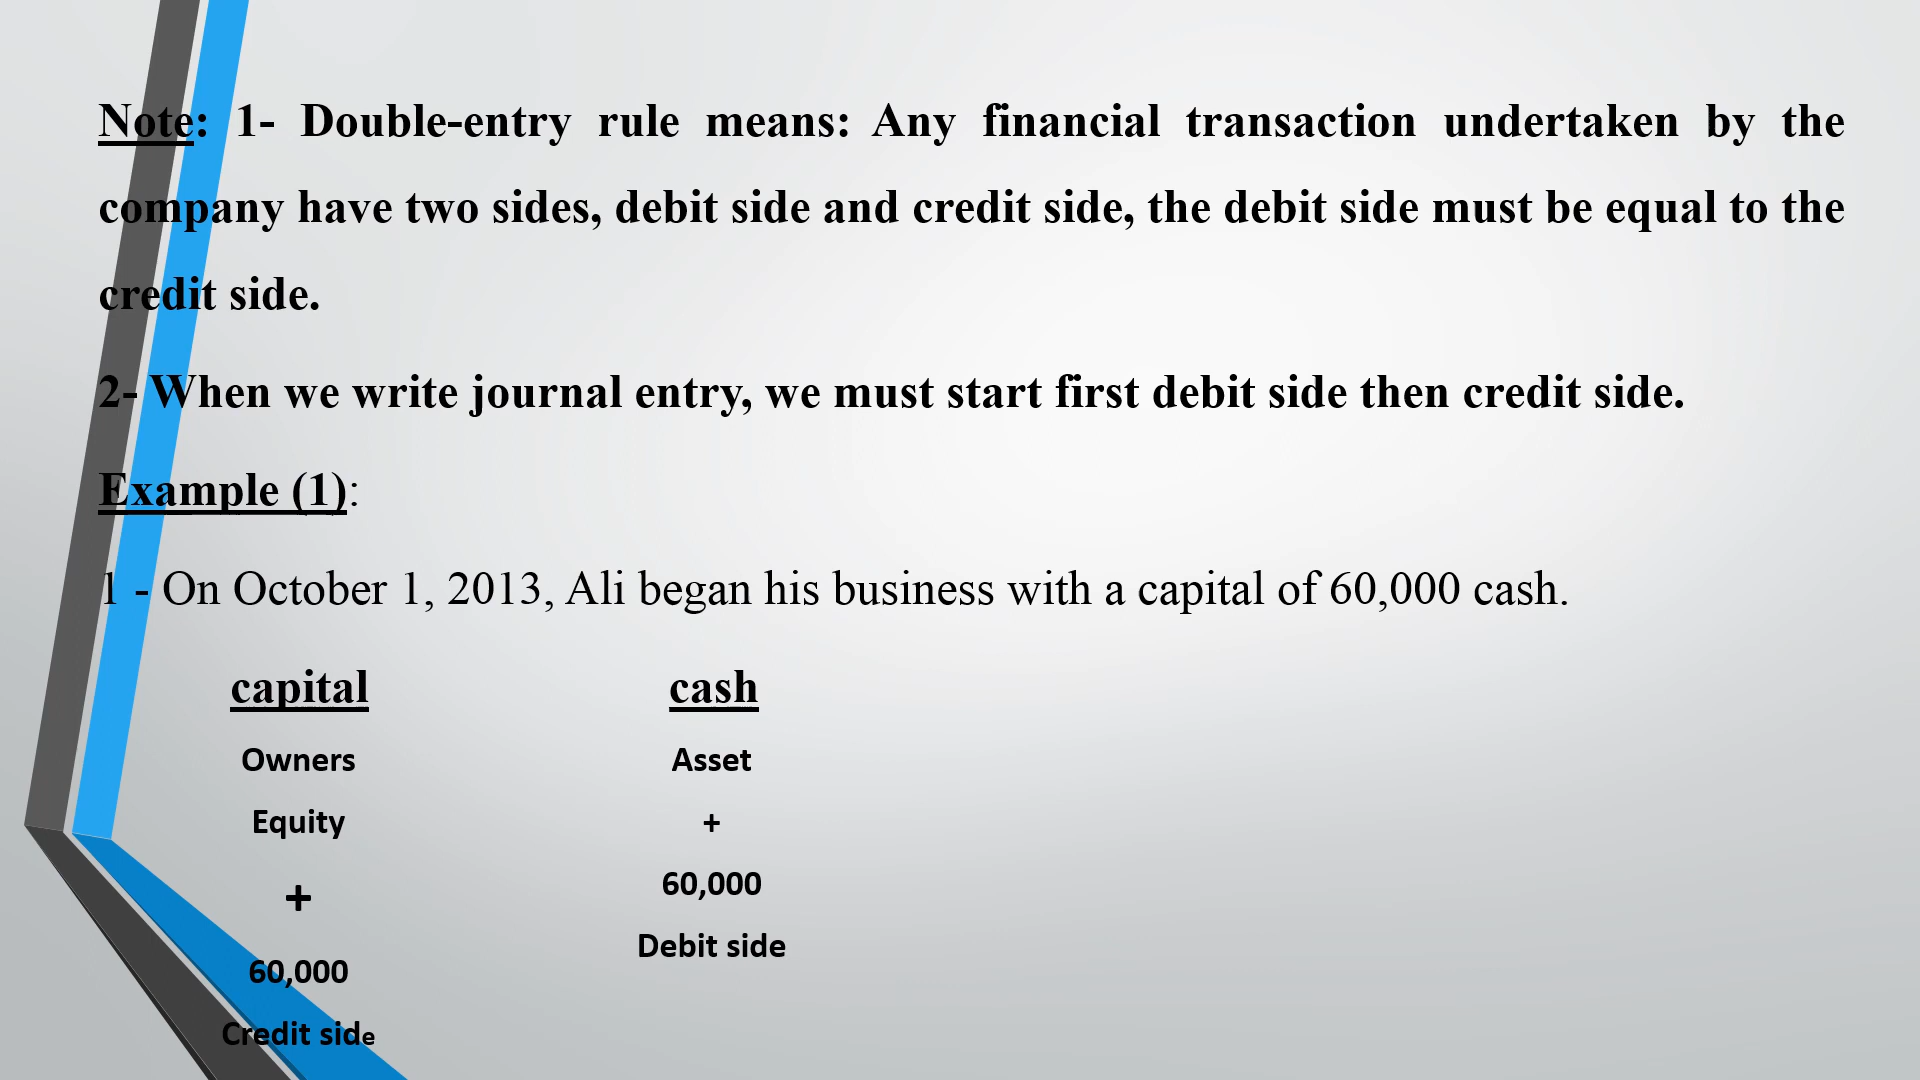 Note: 1- Double-entry rule means: Any financial transaction undertaken by the
company have two sides, debit side and credit side, the debit side must be equal to the
credit side.
2- When we write journal entry, we must start first debit side then credit side.
Example (1):
1 - On October 1, 2013, Ali began his business with a capital of 60,000 cash.
capital
Owners
Equity
+
60,000
Credit side
cash
Asset
+
60,000
Debit side